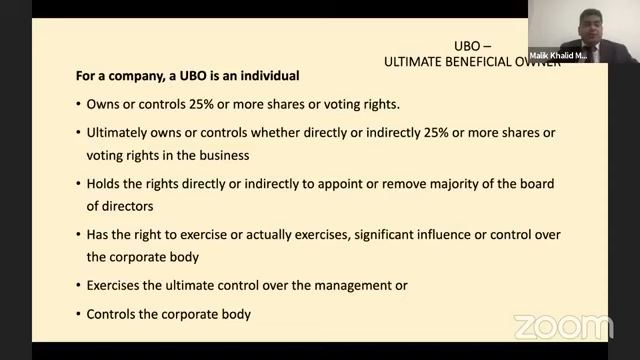 UBO –
ULTIMATE BENEFICIAL OWNER
Malik Khalid M...
For a company, a UBO is an individual
• Owns or controls 25% or more shares or voting rights.
• Ultimately owns or controls whether directly or indirectly 25% or more shares or
voting rights in the business
• Holds the rights directly or indirectly to appoint or remove majority of the board
of directors
• Has the right to exercise or actually exercises, significant influence or control over
the corporate body
• Exercises the ultimate control over the management or
• Controls the corporate body
zoom